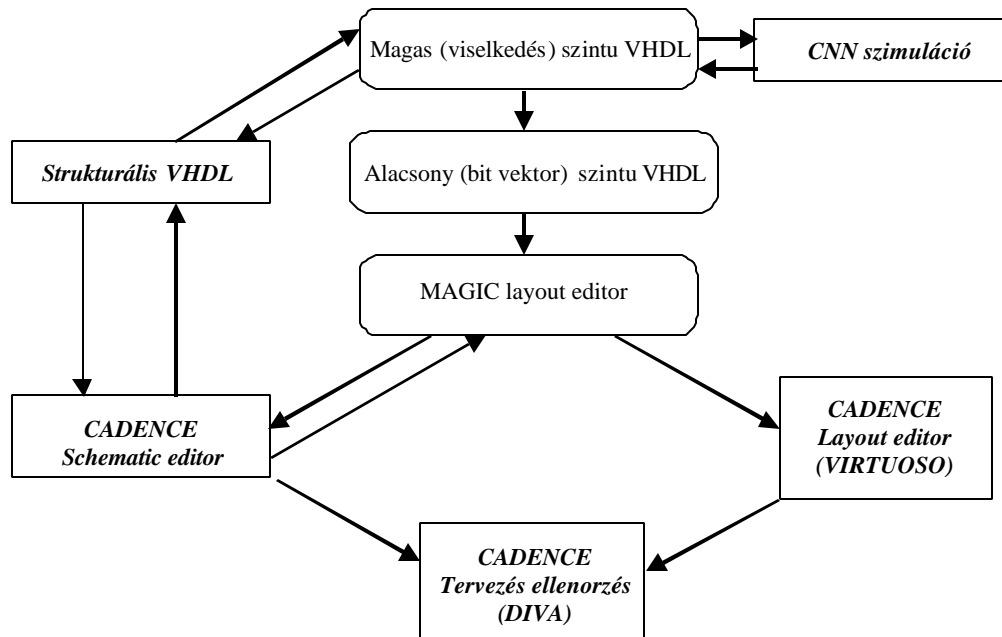 Magas (viselkedés) szintu VHDL
CNN szimuláció
Strukturális VHDL
Alacsony (bit vektor) szintu VHDL
MAGIC layout editor
CADENCE
Schematic editor
CADENCE
Layout editor
(VIRTUOSO)
CADENCE
Tervezés ellenorzés
(DIVA)